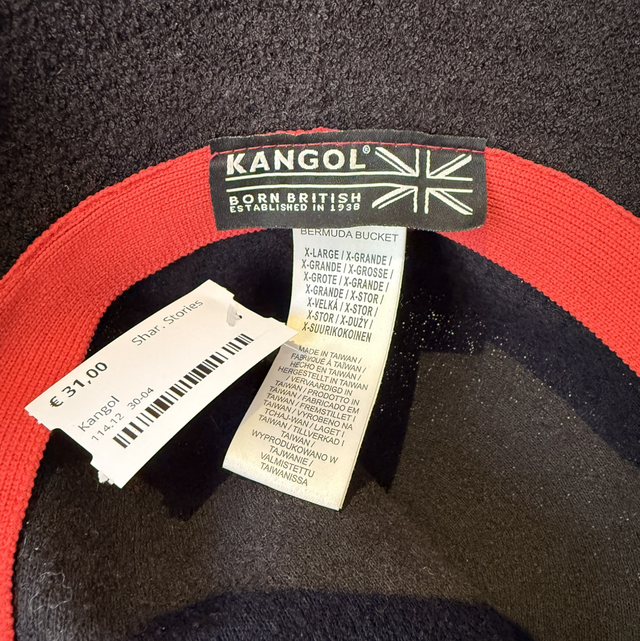 KANGOL®
BORN BRITISH
ESTABLISHED IN 1938
BERMUDA BUCKET
X-LARGE / X-GRANDE /
X-GRANDE / X-GROSSE /
X-GROTE / X-GRANDE /
X-GRANDE / X-STOR /
X-VELKÁ / X-STOR /
X-STOR / X-DUŻY /
X-SUURIKOKOINEN
MADE IN TAIWAN /
FABRIQUÉ À TAIWAN /
HECHO EN TAIWÁN /
HERGESTELLT IN TAIWAN
/ VERVAARDIGD IN
TAIWAN / PRODOTTO IN
TAIWAN / FABRICADO EM
TAIWAN / FREMSTILLET I
TAIWAN / VYROBENO NA
TCHAJ-WAN / LAGET I
TAIWAN / TILLVERKAD I
TAIWAN /
WYPRODUKOWANO W
TAJWANIE /
VALMISTETTU
TAIWANISSA
Shar. Stories
€ 31,00
Kangol
114.12 30-04